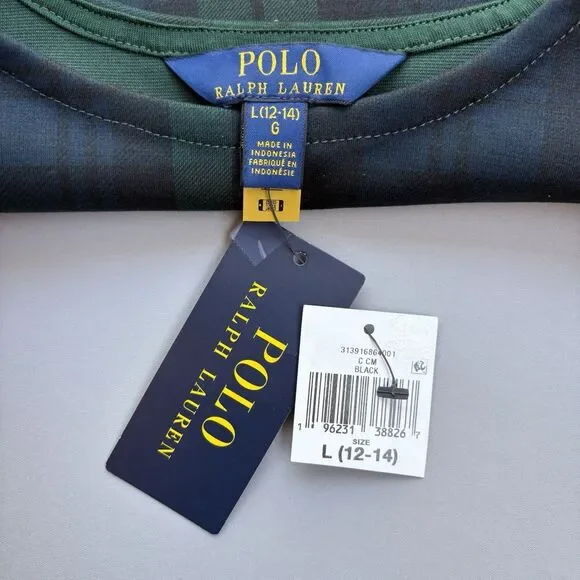 POLO
RALPH LAUREN
L(12-14)
G
MADE IN
INDONESIA
FABRIQUÉ EN
INDONÉSIE
POLO
RALPH LAUREN
313916864001
C CM
BLACK
1 96231 38826 7
SIZE
L (12-14)